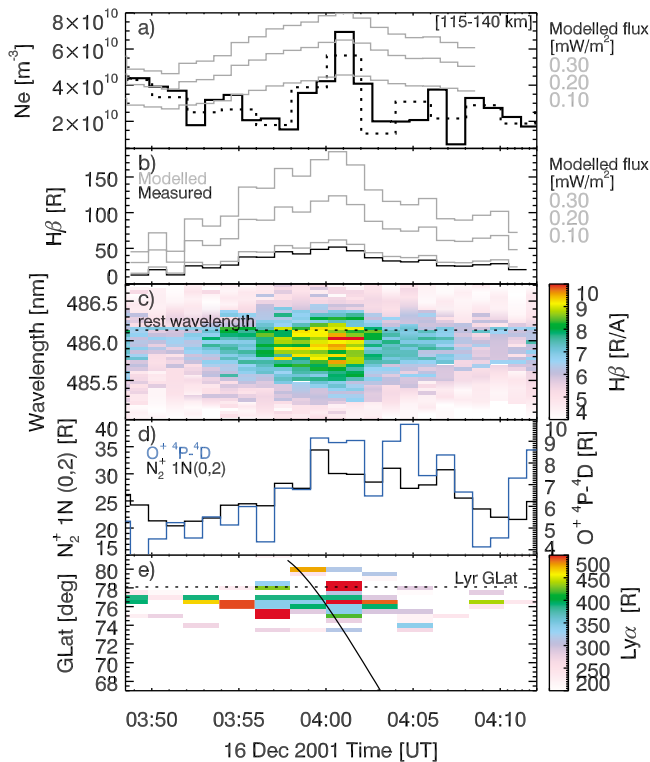 a)
[115-140 km]
Ne [m⁻³]
8×10¹⁰
6×10¹⁰
4×10¹⁰
2×10¹⁰
Modelled flux
[mW/m²]
0.30
0.20
0.10
b)
Modelled
Measured
Hβ [R]
150
100
50
0
Modelled flux
[mW/m²]
0.30
0.20
0.10
c)
rest wavelength
Wavelength [nm]
486.5
486.0
485.5
10
9
8
7
6
5
4
Hβ [R/A]
d)
O⁺ ⁴P-⁴D
N₂⁺ 1N(0,2)
N₂⁺ 1N (0,2) [R]
40
35
30
25
20
15
10
9
8
7
6
5
4
O⁺ ⁴P-⁴D [R]
e)
Lyr GLat
GLat [deg]
80
78
76
74
72
70
68
500
450
400
350
300
250
200
Lyα [R]
03:50
03:55
04:00
04:05
04:10
16 Dec 2001 Time [UT]